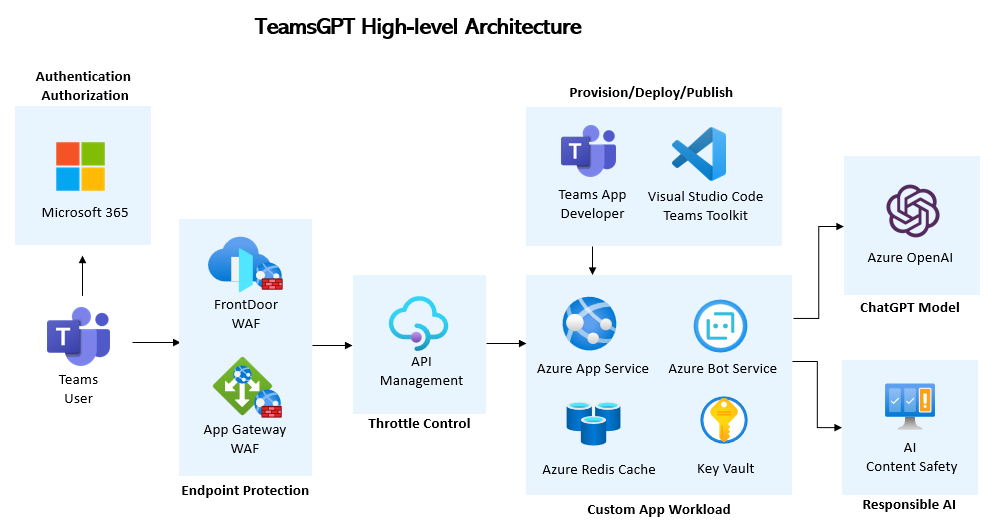 TeamsGPT High-level Architecture
Authentication
Authorization
Microsoft 365
T
Teams
User
FrontDoor
WAF
App Gateway
WAF
Endpoint Protection
API
Management
Throttle Control
Provision/Deploy/Publish
T
Teams App
Developer
Visual Studio Code
Teams Toolkit
Azure App Service
Azure Bot Service
Azure Redis Cache
Key Vault
Custom App Workload
Azure OpenAI
ChatGPT Model
AI
Content Safety
Responsible AI